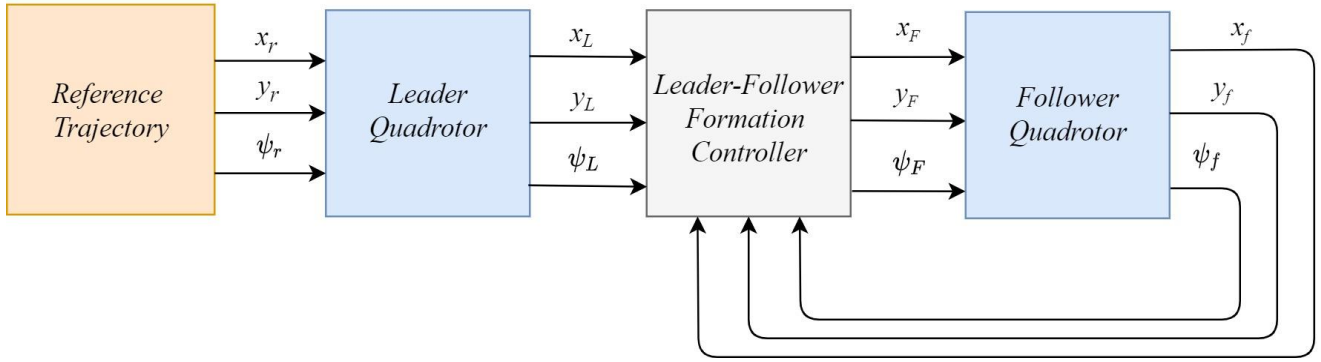 x_r
y_r
ψ_r
Reference
Trajectory
Leader
Quadrotor
x_L
y_L
ψ_L
Leader-Follower
Formation
Controller
x_F
y_F
ψ_F
Follower
Quadrotor
x_f
y_f
ψ_f